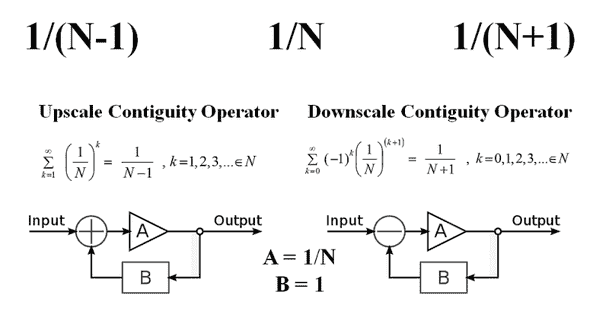 1/(N-1) 1/N 1/(N+1)
Upscale Contiguity Operator Downscale Contiguity Operator
∞ Σ k=1 (1/N)^k = 1/(N−1) , k=1,2,3,...∈N
∞ Σ k=0 (-1)^k (1/N)^(k+1) = 1/(N+1) , k=0,1,2,3,...∈N
Input + A Output
B
Input − A Output
B
A = 1/N
B = 1